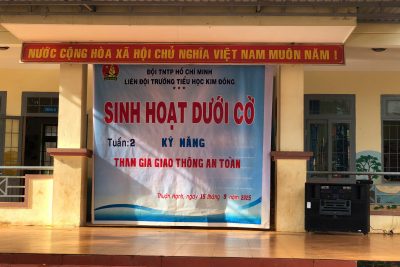 NƯỚC CỘNG HÒA XÃ HỘI CHỦ NGHĨA VIỆT NAM MUÔN NĂM !
ĐỘI TNTP HỒ CHÍ MINH
LIÊN ĐỘI TRƯỜNG TIỂU HỌC KIM ĐỒNG
SINH HOẠT DƯỚI CỜ
Tuần: 2 KỸ NĂNG
THAM GIA GIAO THÔNG AN TOÀN
Thuận Hạnh, ngày 15 tháng 9 năm 2025